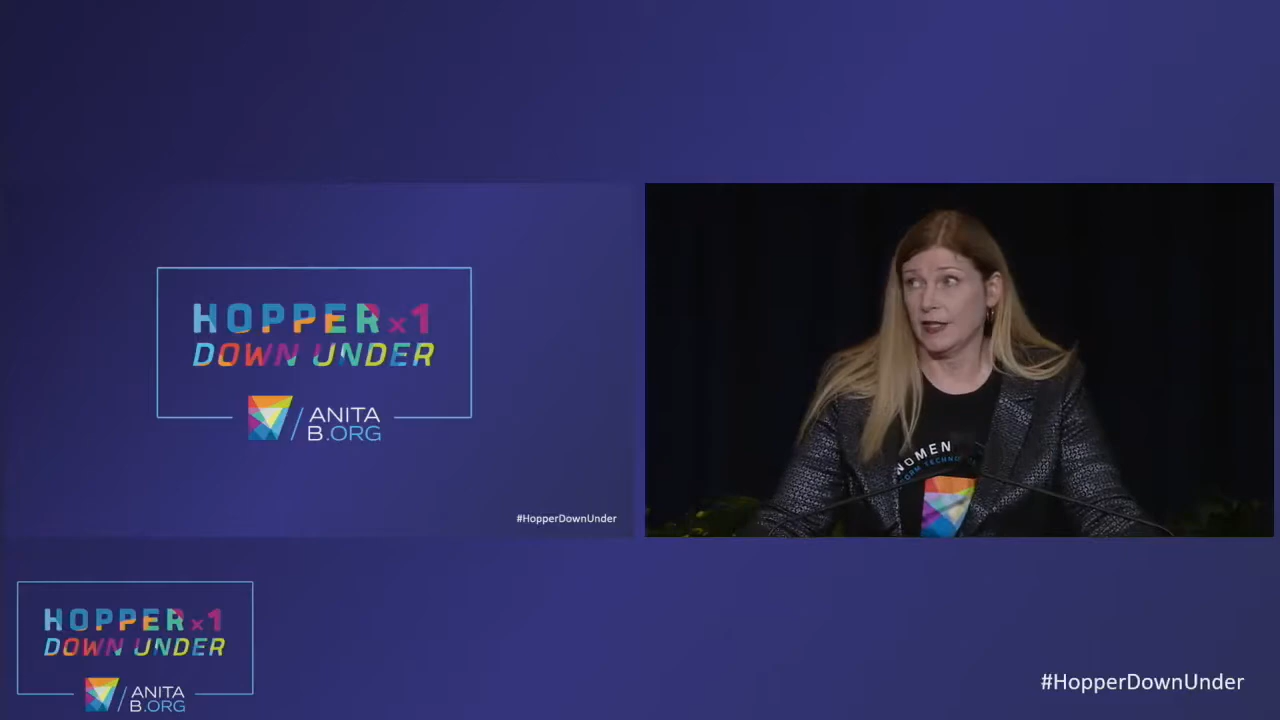 HOPPER x1
DOWN UNDER
ANITA
B.ORG
#HopperDownUnder
WOMEN
HOPPER x1
DOWN UNDER
ANITA
B.ORG
#HopperDownUnder